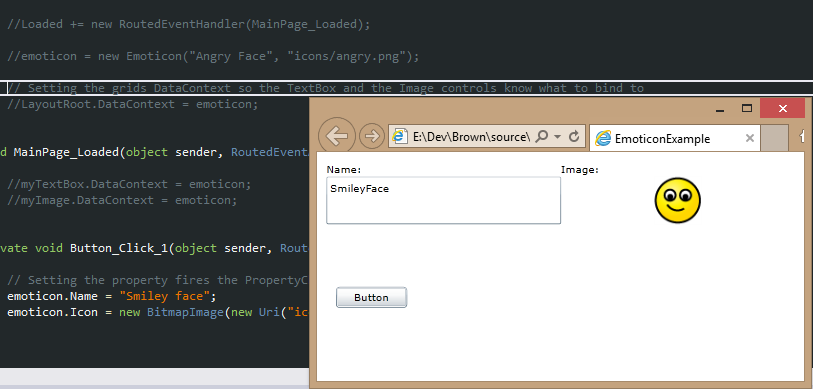 //Loaded += new RoutedEventHandler(MainPage_Loaded);
//emoticon = new Emoticon("Angry Face", "icons/angry.png");
// Setting the grids DataContext so the TextBox and the Image controls know what to bind to
//LayoutRoot.DataContext = emoticon;
d MainPage_Loaded(object sender, RoutedEvent
//myTextBox.DataContext = emoticon;
//myImage.DataContext = emoticon;
vate void Button_Click_1(object sender, Rout
// Setting the property fires the PropertyC
emoticon.Name = "Smiley face";
emoticon.Icon = new BitmapImage(new Uri("ic
E:\Dev\Brown\source\
EmoticonExample
Name:
Image:
SmileyFace
Button